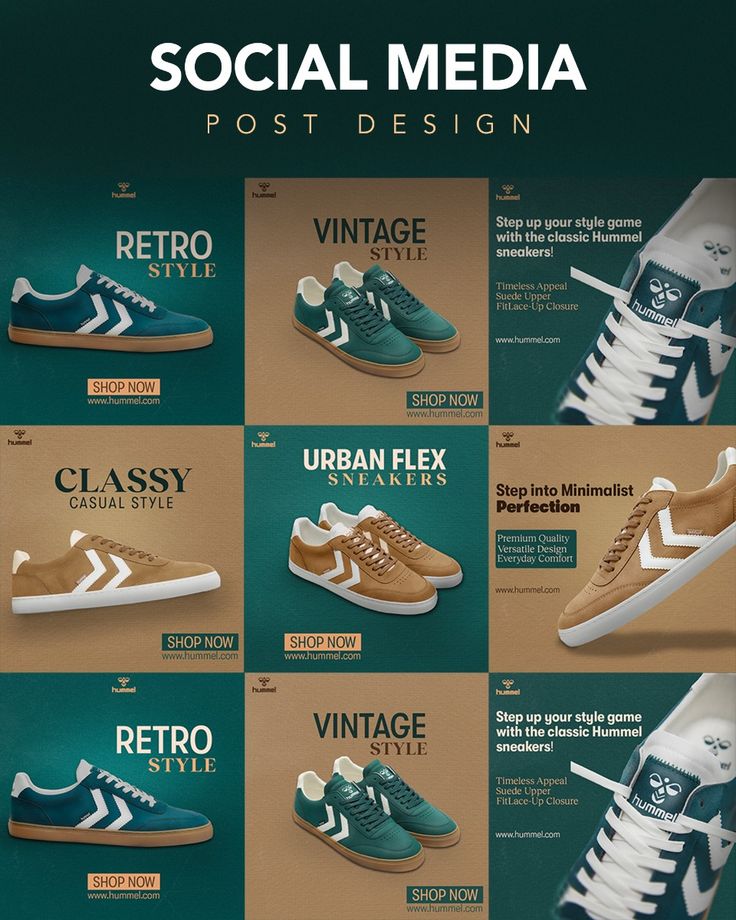 SOCIAL MEDIA
POST DESIGN
hummel
RETRO
STYLE
SHOP NOW
www.hummel.com
hummel
VINTAGE
STYLE
SHOP NOW
www.hummel.com
hummel
Step up your style game
with the classic Hummel
sneakers!
Timeless Appeal
Suede Upper
FitLace-Up Closure
www.hummel.com
hummel
hummel
CLASSY
CASUAL STYLE
SHOP NOW
www.hummel.com
hummel
URBAN FLEX
SNEAKERS
SHOP NOW
www.hummel.com
hummel
Step into Minimalist
Perfection
Premium Quality
Versatile Design
Everyday Comfort
www.hummel.com
hummel
RETRO
STYLE
SHOP NOW
www.hummel.com
hummel
VINTAGE
STYLE
SHOP NOW
www.hummel.com
hummel
Step up your style game
with the classic Hummel
sneakers!
Timeless Appeal
Suede Upper
FitLace-Up Closure
www.hummel.com
hummel